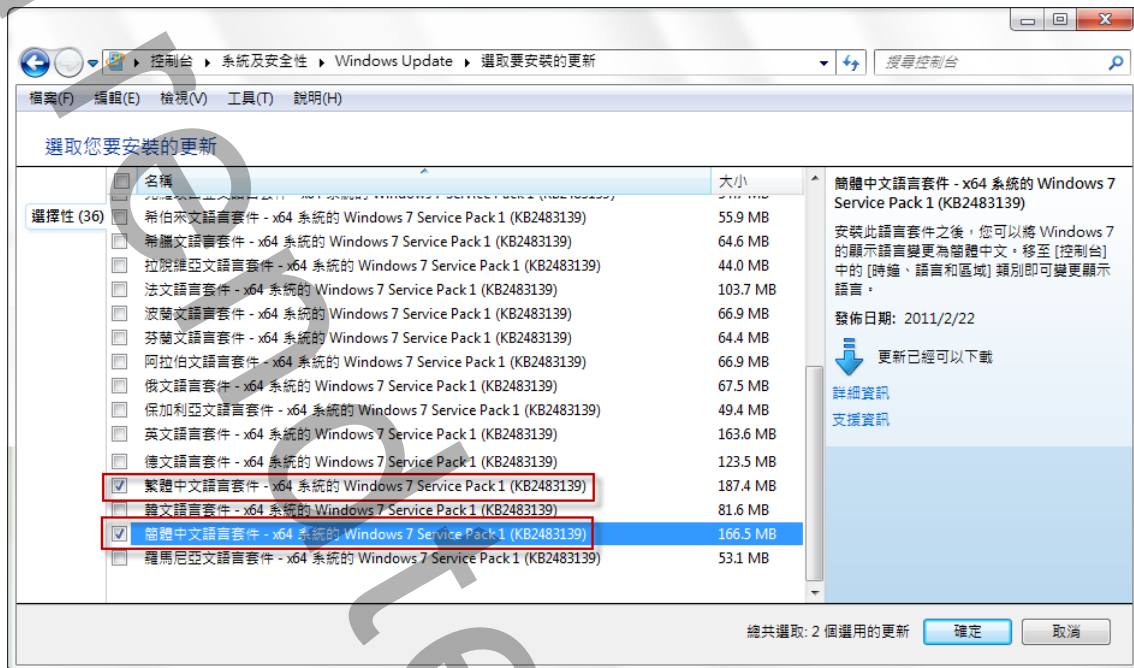 控制台 ▸ 系統及安全性 ▸ Windows Update ▸ 選取要安裝的更新
搜尋控制台
檔案(F) 編輯(E) 檢視(V) 工具(T) 說明(H)
選取您要安裝的更新
名稱 大小
選擇性 (36)
希伯來文語言套件 - x64 系統的 Windows 7 Service Pack 1 (KB2483139) 55.9 MB
希臘文語言套件 - x64 系統的 Windows 7 Service Pack 1 (KB2483139) 64.6 MB
拉脫維亞文語言套件 - x64 系統的 Windows 7 Service Pack 1 (KB2483139) 44.0 MB
法文語言套件 - x64 系統的 Windows 7 Service Pack 1 (KB2483139) 103.7 MB
波蘭文語言套件 - x64 系統的 Windows 7 Service Pack 1 (KB2483139) 66.9 MB
芬蘭文語言套件 - x64 系統的 Windows 7 Service Pack 1 (KB2483139) 64.4 MB
阿拉伯文語言套件 - x64 系統的 Windows 7 Service Pack 1 (KB2483139) 66.9 MB
俄文語言套件 - x64 系統的 Windows 7 Service Pack 1 (KB2483139) 67.5 MB
保加利亞文語言套件 - x64 系統的 Windows 7 Service Pack 1 (KB2483139) 49.4 MB
英文語言套件 - x64 系統的 Windows 7 Service Pack 1 (KB2483139) 163.6 MB
德文語言套件 - x64 系統的 Windows 7 Service Pack 1 (KB2483139) 123.5 MB
繁體中文語言套件 - x64 系統的 Windows 7 Service Pack 1 (KB2483139) 187.4 MB
韓文語言套件 - x64 系統的 Windows 7 Service Pack 1 (KB2483139) 81.6 MB
簡體中文語言套件 - x64 系統的 Windows 7 Service Pack 1 (KB2483139) 166.5 MB
羅馬尼亞文語言套件 - x64 系統的 Windows 7 Service Pack 1 (KB2483139) 53.1 MB
簡體中文語言套件 - x64 系統的 Windows 7
Service Pack 1 (KB2483139)
安裝此語言套件之後，您可以將 Windows 7
的顯示語言變更為簡體中文。移至 [控制台]
中的 [時鐘、語言和區域] 類別即可變更顯示
語言。
發佈日期: 2011/2/22
更新已經可以下載
詳細資訊
支援資訊
總共選取: 2 個選用的更新 確定 取消